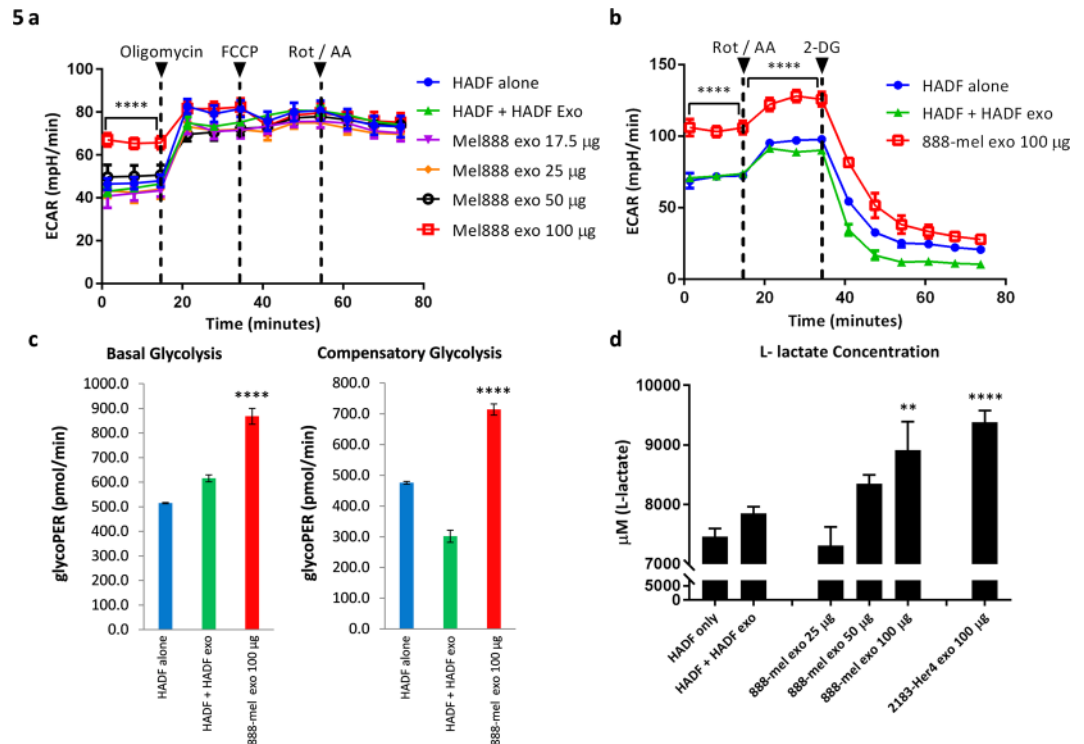 5 a
Oligomycin FCCP Rot / AA
****
ECAR (mpH/min)
100
80
60
40
20
0
0 20 40 60 80
Time (minutes)
HADF alone
HADF + HADF Exo
Mel888 exo 17.5 µg
Mel888 exo 25 µg
Mel888 exo 50 µg
Mel888 exo 100 µg
b
Rot / AA 2-DG
**** ****
ECAR (mpH/min)
150
100
50
0
0 20 40 60 80
Time (minutes)
HADF alone
HADF + HADF exo
888-mel exo 100 µg
c
Basal Glycolysis
glycoPER (pmol/min)
1000.0
900.0
800.0
700.0
600.0
500.0
400.0
300.0
200.0
100.0
0.0
****
HADF alone
HADF + HADF exo
888-mel exo 100 µg
Compensatory Glycolysis
glycoPER (pmol/min)
800.0
700.0
600.0
500.0
400.0
300.0
200.0
100.0
0.0
****
HADF alone
HADF + HADF exo
888-mel exo 100 µg
d
L- lactate Concentration
µM (L-lactate)
10000
9000
8000
7000
5000
0
** ****
HADF only
HADF + HADF exo
888-mel exo 25 µg
888-mel exo 50 µg
888-mel exo 100 µg
2183-Her4 exo 100 µg